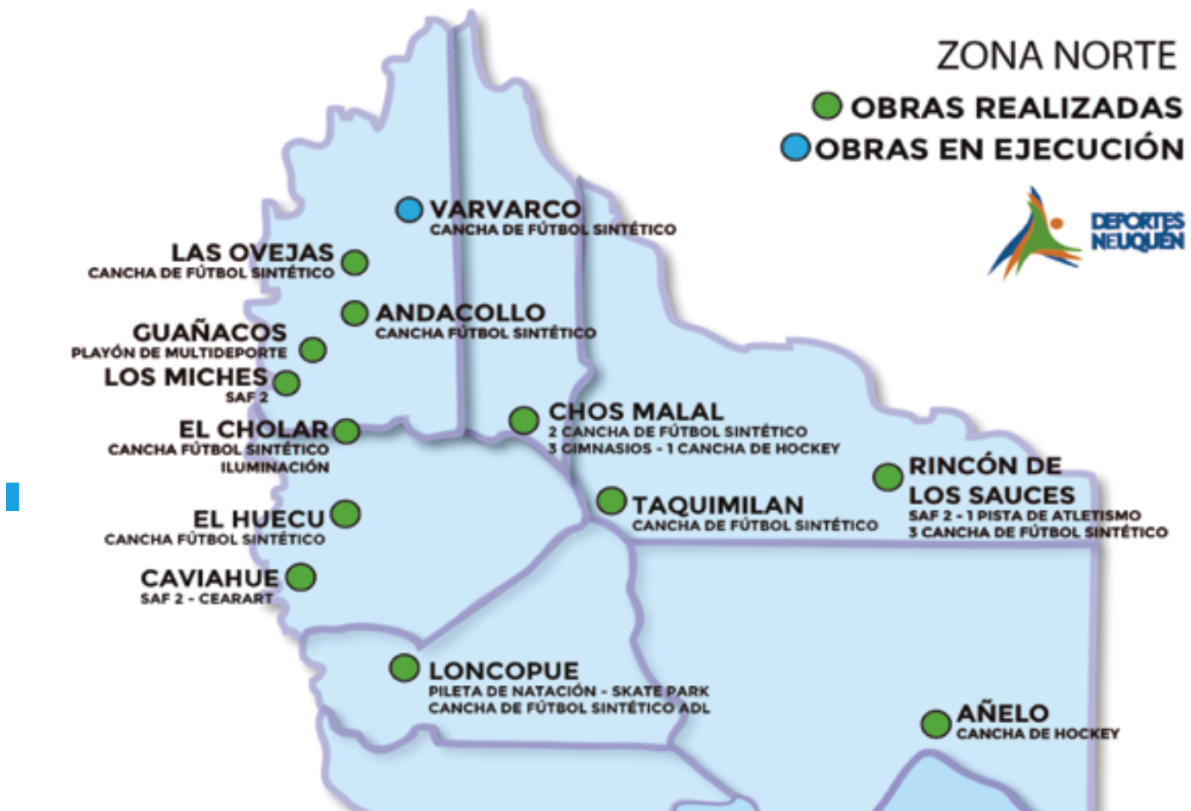 ZONA NORTE
OBRAS REALIZADAS
OBRAS EN EJECUCIÓN
DEPORTES
NEUQUÉN
VARVARCO
CANCHA DE FÚTBOL SINTÉTICO
LAS OVEJAS
CANCHA DE FÚTBOL SINTÉTICO
ANDACOLLO
CANCHA FÚTBOL SINTÉTICO
GUAÑACOS
PLAYÓN DE MULTIDEPORTE
LOS MICHES
SAF 2
EL CHOLAR
CANCHA FÚTBOL SINTÉTICO
ILUMINACIÓN
CHOS MALAL
2 CANCHA DE FÚTBOL SINTÉTICO
3 GIMNASIOS - 1 CANCHA DE HOCKEY
RINCÓN DE
LOS SAUCES
SAF 2 - 1 PISTA DE ATLETISMO
3 CANCHA DE FÚTBOL SINTÉTICO
TAQUIMILAN
CANCHA DE FÚTBOL SINTÉTICO
EL HUECU
CANCHA FÚTBOL SINTÉTICO
CAVIAHUE
SAF 2 - CEARART
LONCOPUE
PILETA DE NATACIÓN - SKATE PARK
CANCHA DE FÚTBOL SINTÉTICO ADL
AÑELO
CANCHA DE HOCKEY